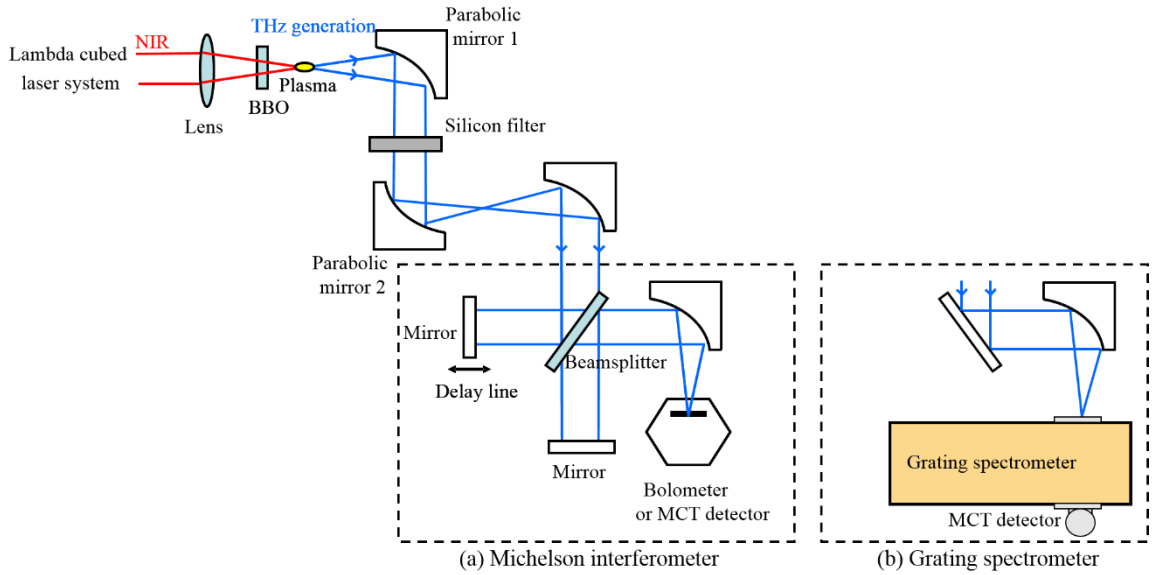 THz generation
Parabolic
mirror 1
Lambda cubed
NIR
laser system
Plasma
BBO
Lens
Silicon filter
Parabolic
mirror 2
Mirror
Beamsplitter
Delay line
Mirror
Bolometer
or MCT detector
Grating spectrometer
MCT detector
(a) Michelson interferometer
(b) Grating spectrometer